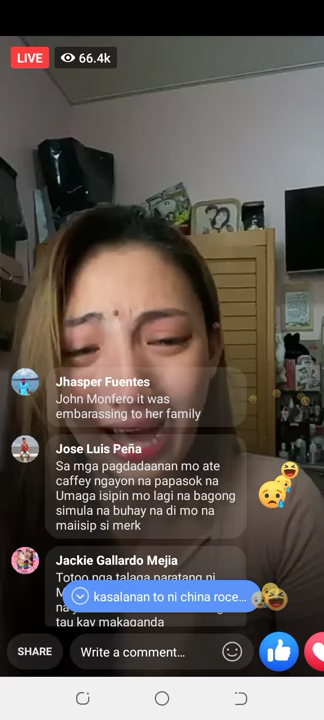 LIVE 66.4k
Jhasper Fuentes
John Monfero it was
embarassing to her family
Jose Luis Peña
Sa mga pagdadaanan mo ate
caffey ngayon na papasok na
Umaga isipin mo lagi na bagong
simula na buhay na di mo na
maiisip si merk
Jackie Gallardo Mejia
Totoo nga talaga paratang ni
kasalanan to ni china roce...
tau kay makaganda
SHARE Write a comment...